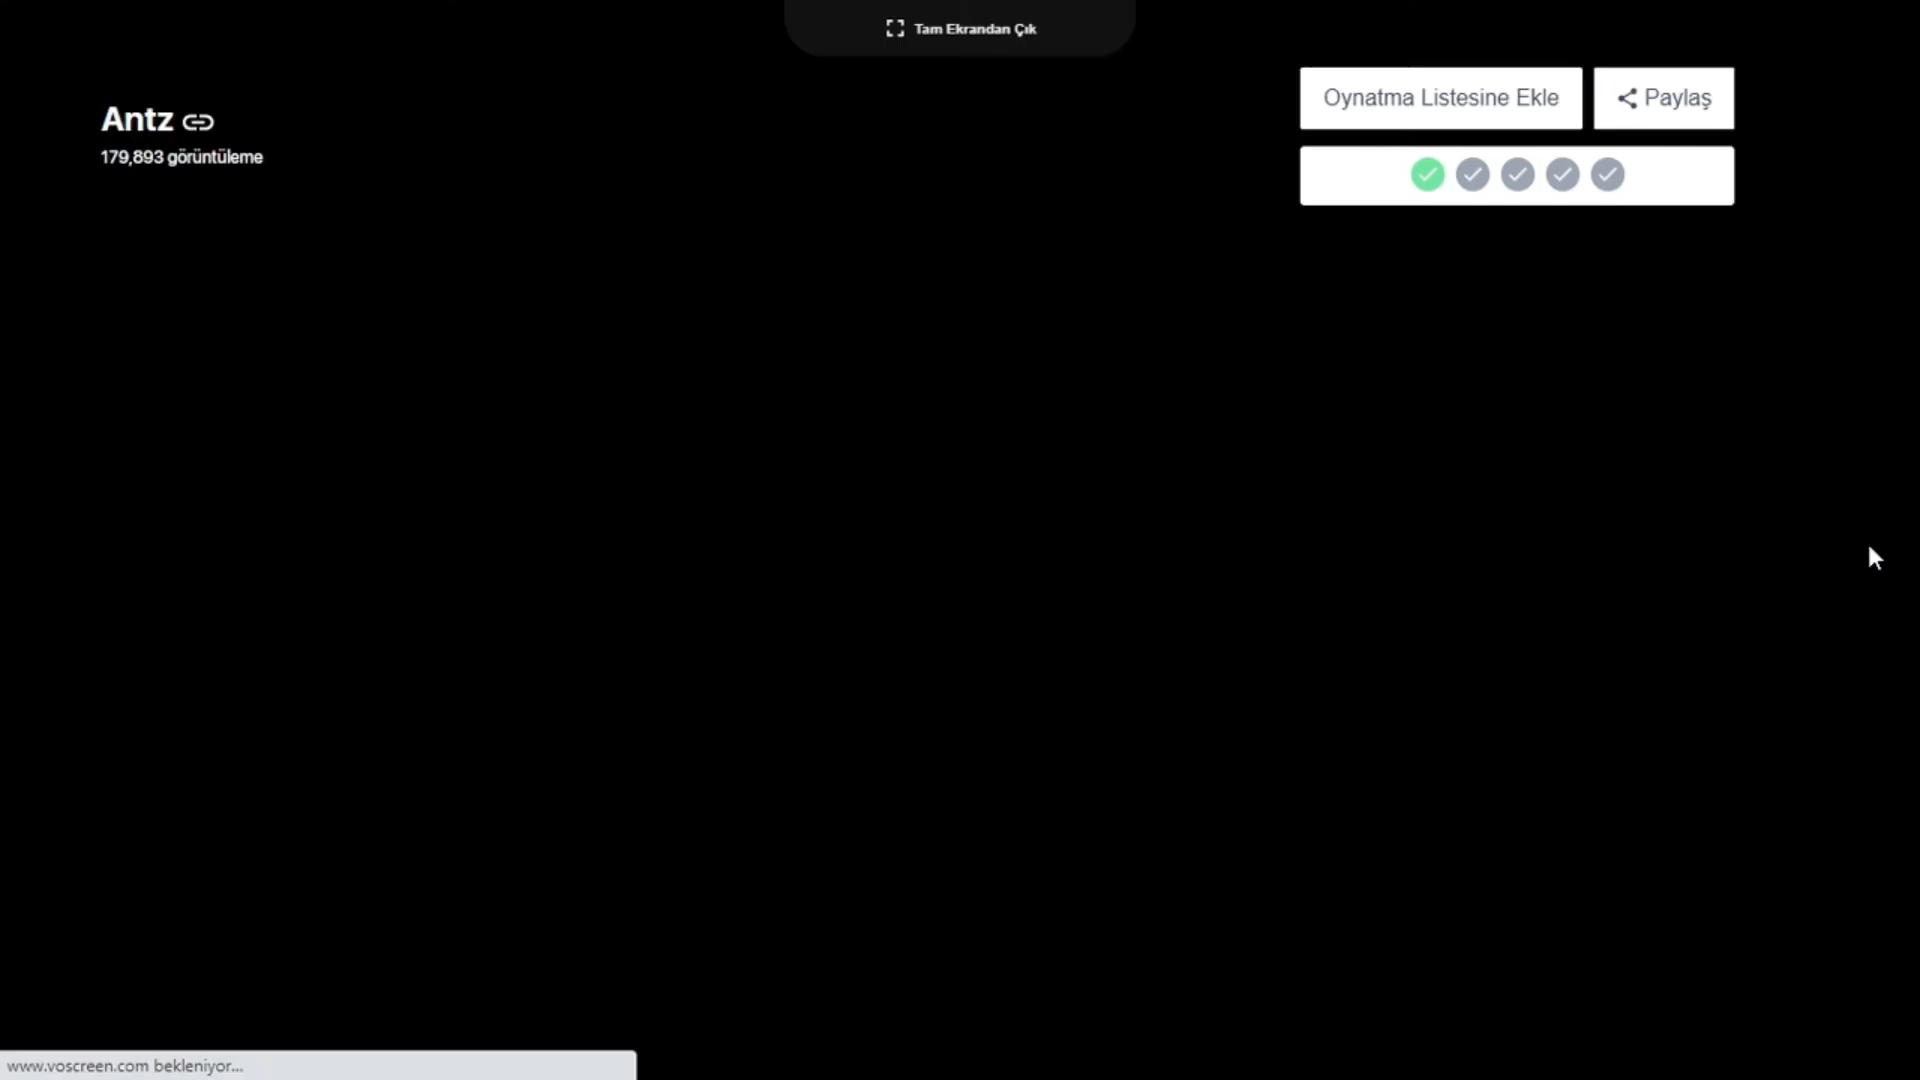 Tam Ekrandan Çık
Antz
179,893 görüntüleme
Oynatma Listesine Ekle
Paylaş
www.voscreen.com bekleniyor...